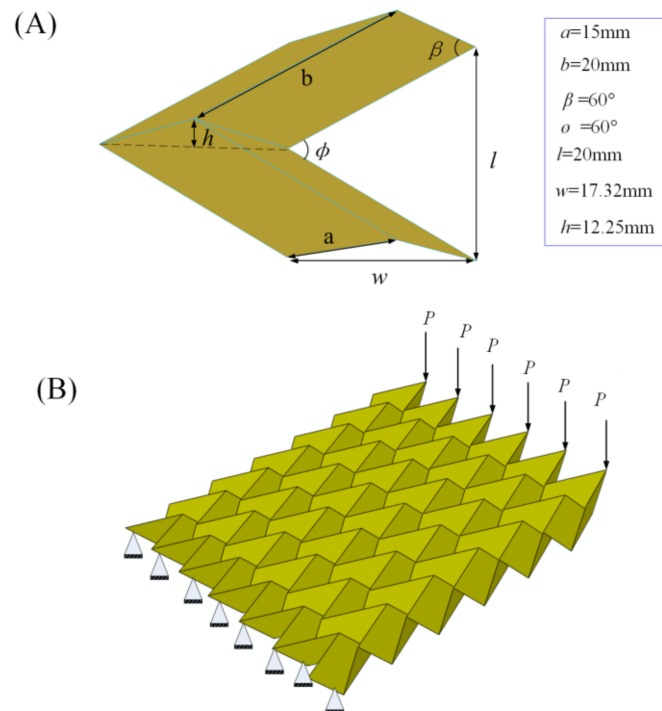 (A)
b
β
h
ϕ
l
a
w
a=15mm
b=20mm
β =60°
ø =60°
l=20mm
w=17.32mm
h=12.25mm
(B)
P
P
P
P
P
P